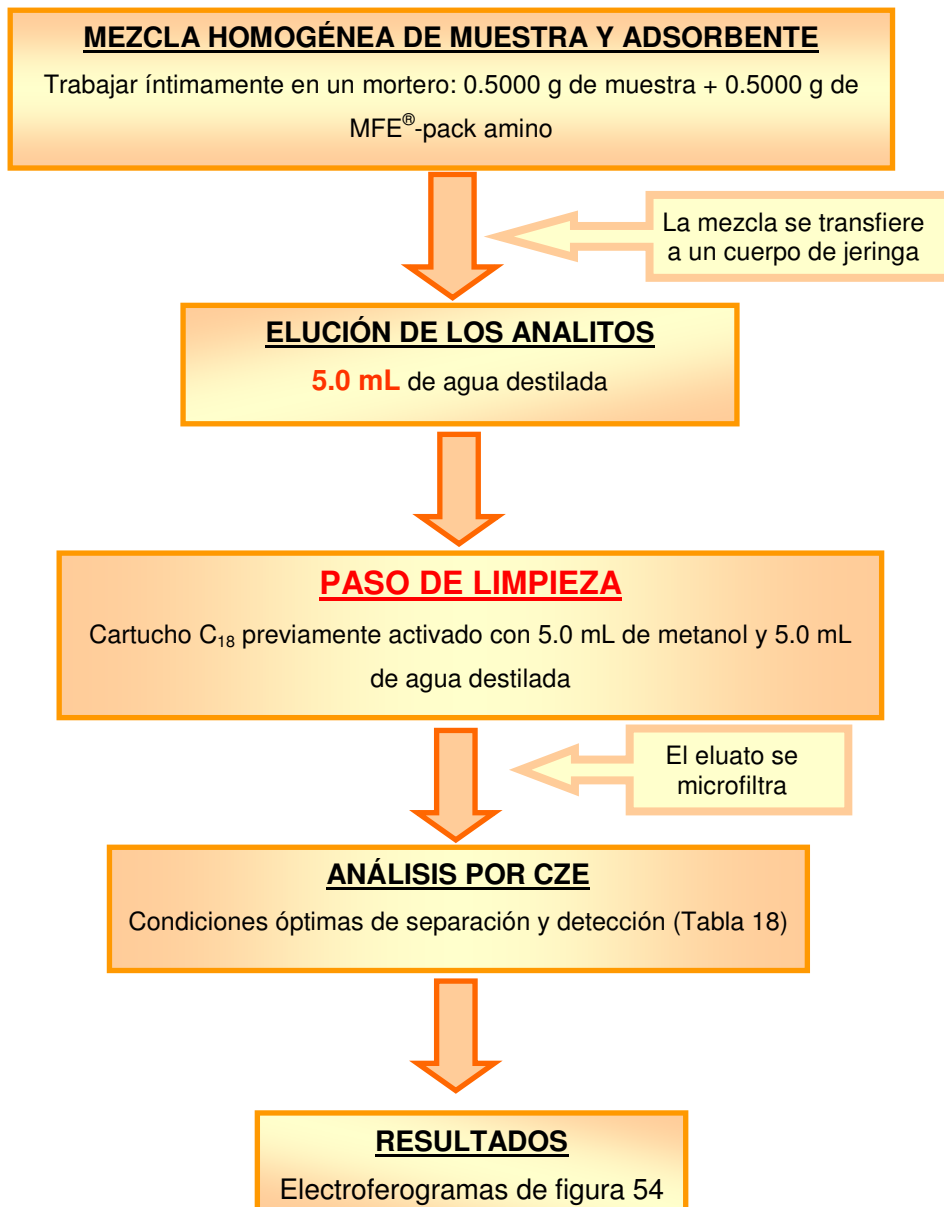 MEZCLA HOMOGÉNEA DE MUESTRA Y ADSORBENTE
Trabajar íntimamente en un mortero: 0.5000 g de muestra + 0.5000 g de
MFE®-pack amino
La mezcla se transfiere
a un cuerpo de jeringa
ELUCIÓN DE LOS ANALITOS
5.0 mL de agua destilada
PASO DE LIMPIEZA
Cartucho C₁₈ previamente activado con 5.0 mL de metanol y 5.0 mL
de agua destilada
El eluato se
microfiltra
ANÁLISIS POR CZE
Condiciones óptimas de separación y detección (Tabla 18)
RESULTADOS
Electroferogramas de figura 54